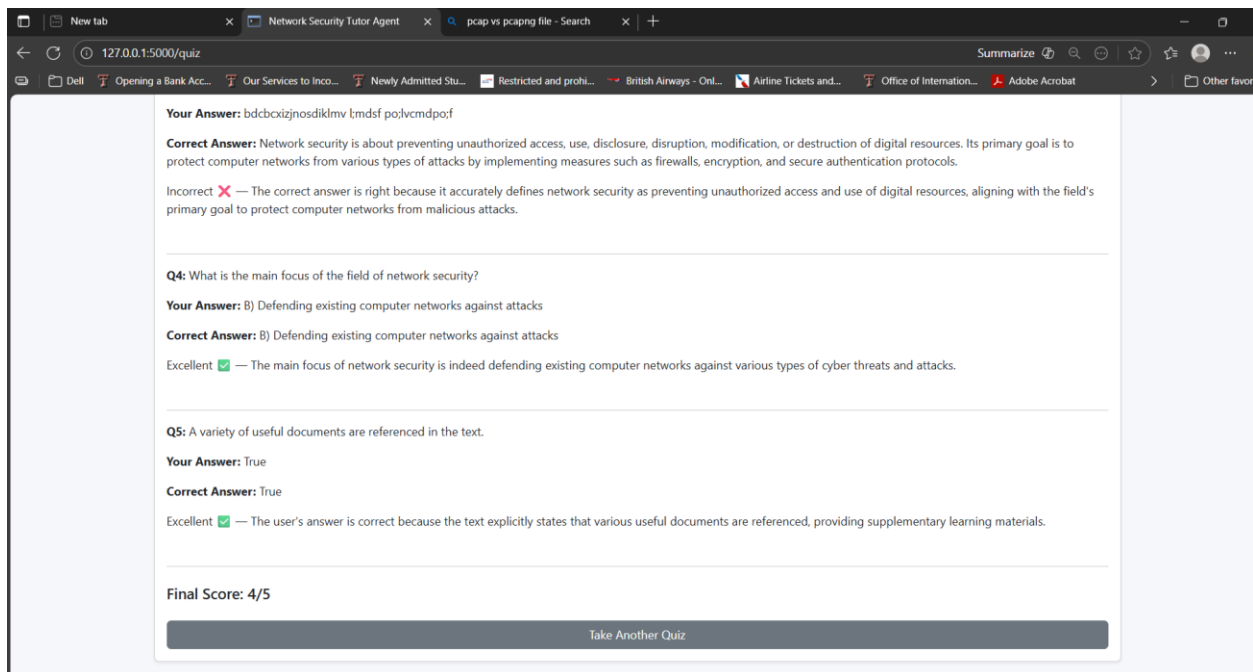 New tab
Network Security Tutor Agent
pcap vs pcapng file - Search
127.0.0.1:5000/quiz
Summarize
Dell
Opening a Bank Acc...
Our Services to Inco...
Newly Admitted Stu...
Restricted and prohi...
British Airways - Onl...
Airline Tickets and...
Office of Internation...
Adobe Acrobat
Other favor
Your Answer: bdcbcxizjnosdiklmv l;mdsf po;lvcmdpo;f
Correct Answer: Network security is about preventing unauthorized access, use, disclosure, disruption, modification, or destruction of digital resources. Its primary goal is to
protect computer networks from various types of attacks by implementing measures such as firewalls, encryption, and secure authentication protocols.
Incorrect ❌ — The correct answer is right because it accurately defines network security as preventing unauthorized access and use of digital resources, aligning with the field's
primary goal to protect computer networks from malicious attacks.
Q4: What is the main focus of the field of network security?
Your Answer: B) Defending existing computer networks against attacks
Correct Answer: B) Defending existing computer networks against attacks
Excellent ✅ — The main focus of network security is indeed defending existing computer networks against various types of cyber threats and attacks.
Q5: A variety of useful documents are referenced in the text.
Your Answer: True
Correct Answer: True
Excellent ✅ — The user's answer is correct because the text explicitly states that various useful documents are referenced, providing supplementary learning materials.
Final Score: 4/5
Take Another Quiz